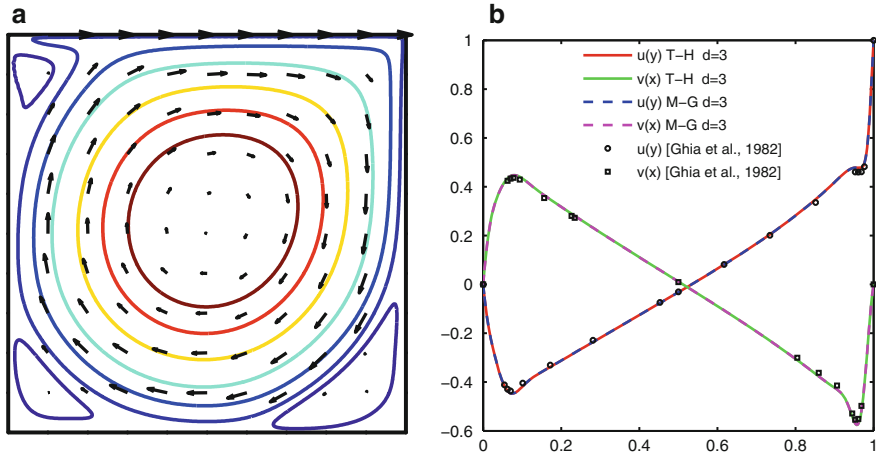 a
b
u(y) T−H d=3
v(x) T−H d=3
u(y) M−G d=3
v(x) M−G d=3
u(y) [Ghia et al., 1982]
v(x) [Ghia et al., 1982]
1
0.8
0.6
0.4
0.2
0
−0.2
−0.4
−0.6
0 0.2 0.4 0.6 0.8 1